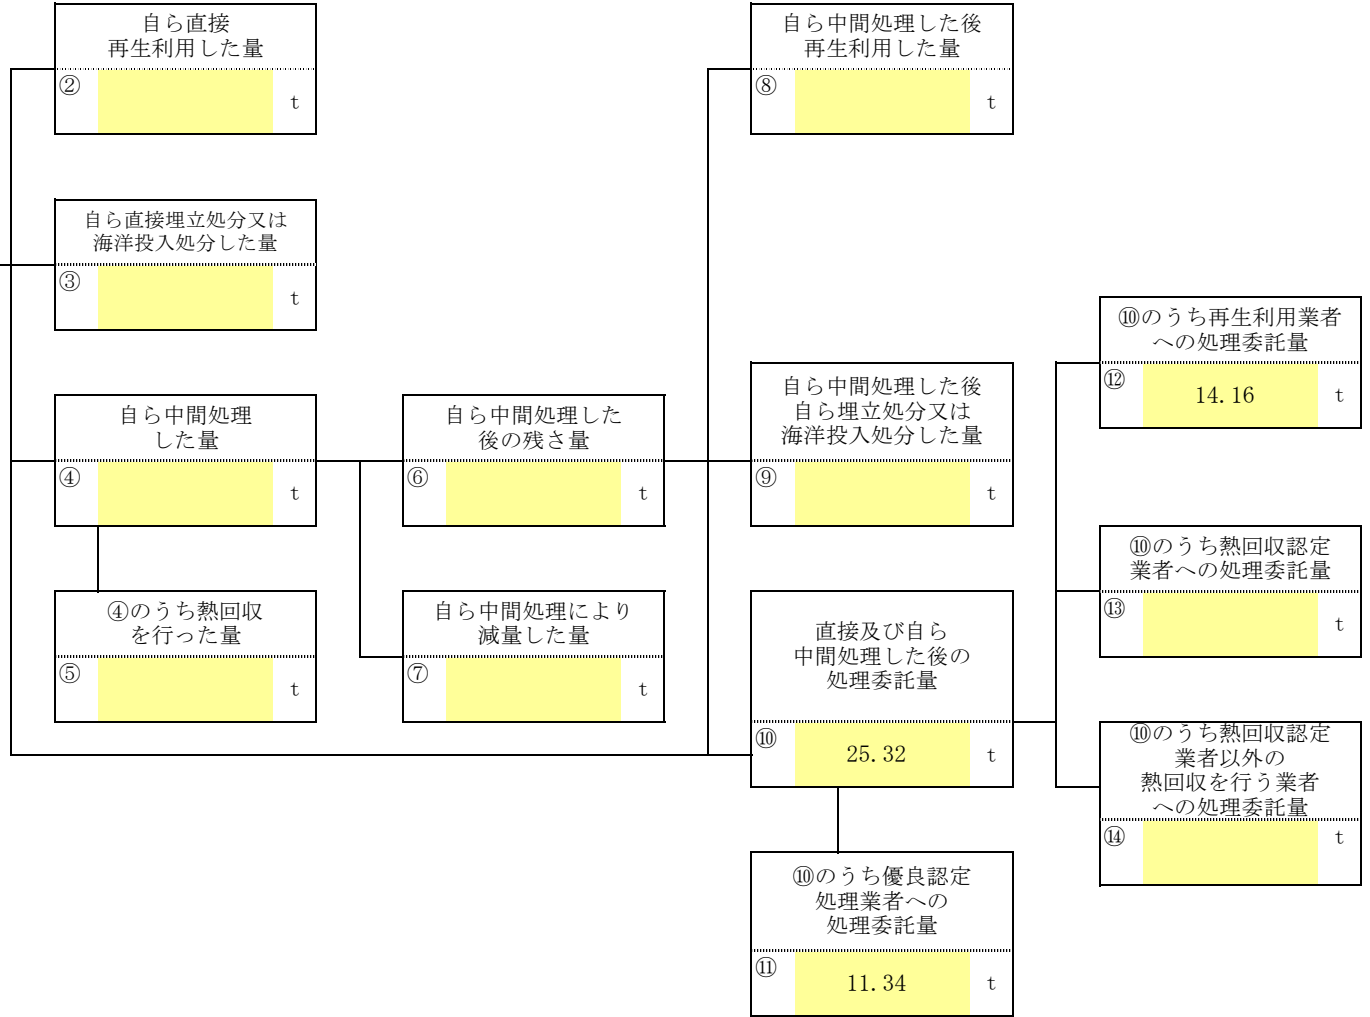 自ら直接
再生利用した量
②
t
自ら中間処理した後
再生利用した量
⑧
t
自ら直接埋立処分又は
海洋投入処分した量
③
t
⑩のうち再生利用業者
への処理委託量
⑫
14.16
t
自ら中間処理
した量
④
t
自ら中間処理した
後の残さ量
⑥
t
自ら中間処理した後
自ら埋立処分又は
海洋投入処分した量
⑨
t
⑩のうち熱回収認定
業者への処理委託量
⑬
t
④のうち熱回収
を行った量
⑤
t
自ら中間処理により
減量した量
⑦
t
直接及び自ら
中間処理した後の
処理委託量
⑩
25.32
t
⑩のうち熱回収認定
業者以外の
熱回収を行う業者
への処理委託量
⑭
t
⑩のうち優良認定
処理業者への
処理委託量
⑪
11.34
t